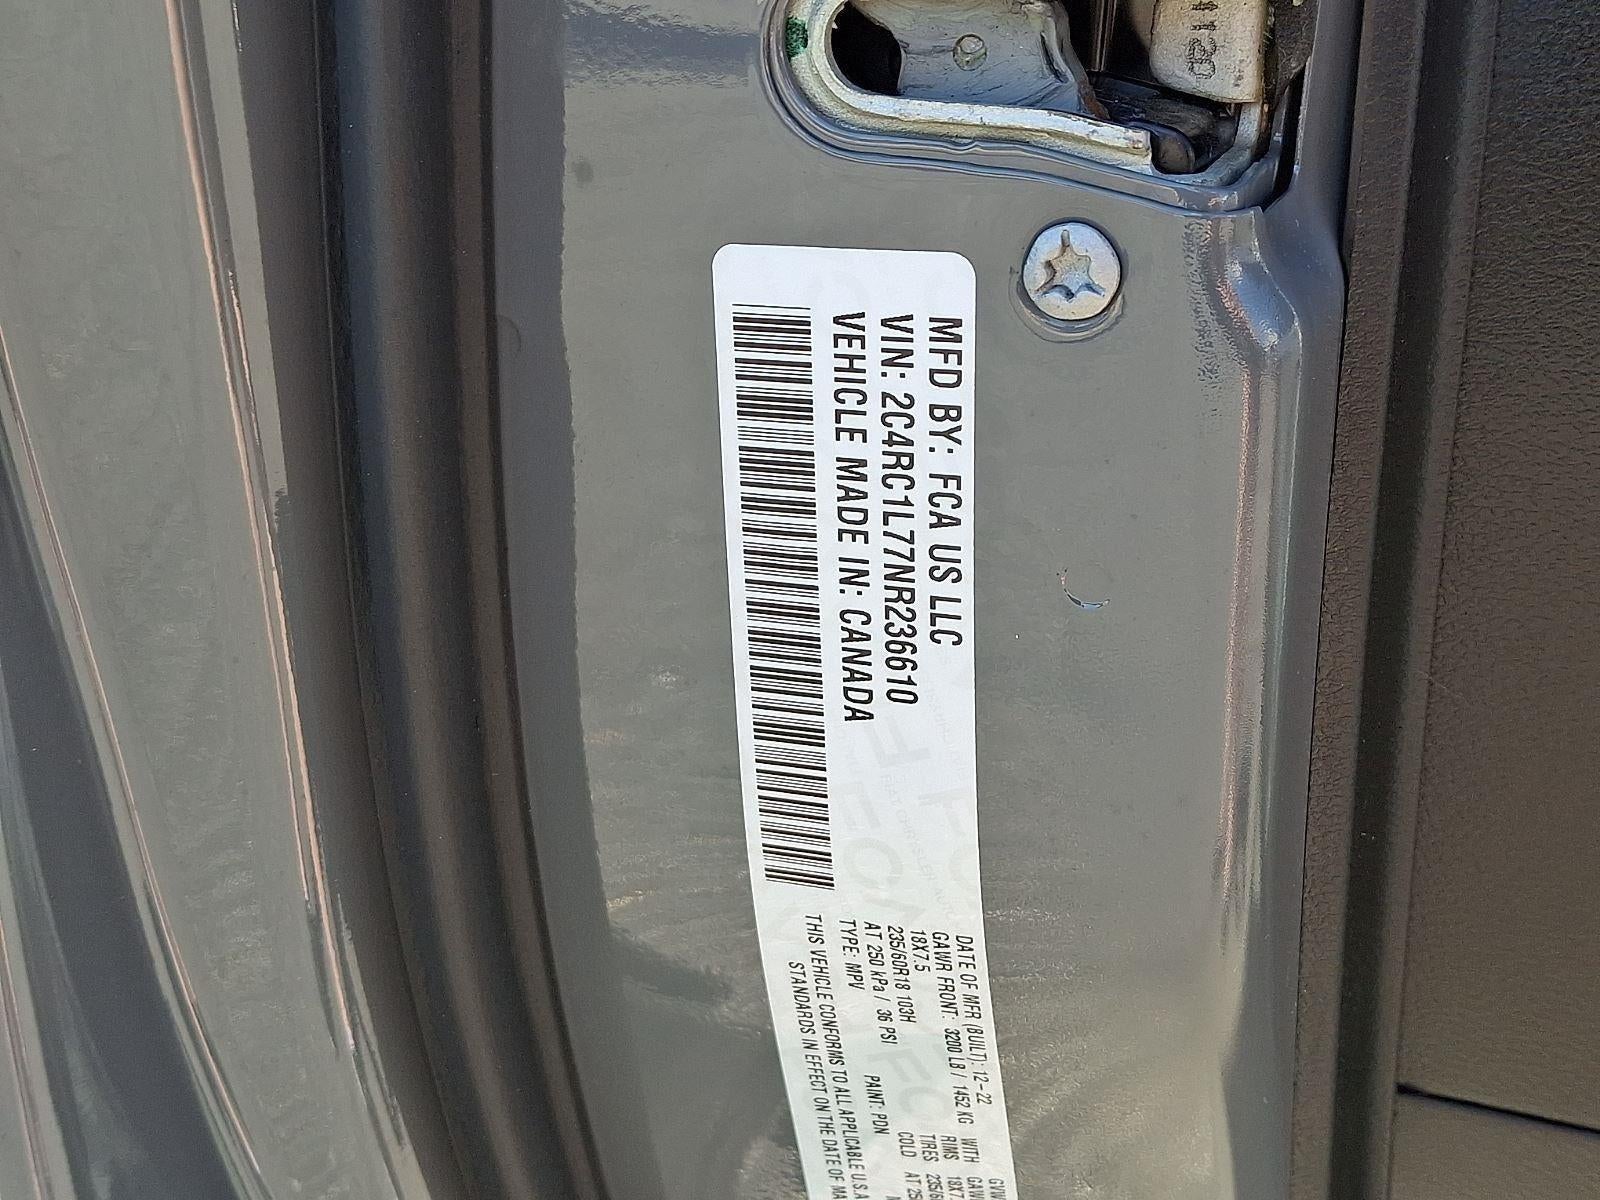 MFD BY: FCA US LLC
VIN: 2C4RC1L77NR236610
VEHICLE MADE IN: CANADA
DATE OF MFR (BUILT): 12-22
GAWR FRONT: 3200 LB / 1452 KG WITH
18X7.5 RIMS 18X7.
235/60R18 103H TIRES
AT 250 kPa / 36 PSI COLD
TYPE: MPV PAINT: PDN
THIS VEHICLE CONFORMS TO ALL APPLICABLE U.S.A.
STANDARDS IN EFFECT ON THE DATE OF